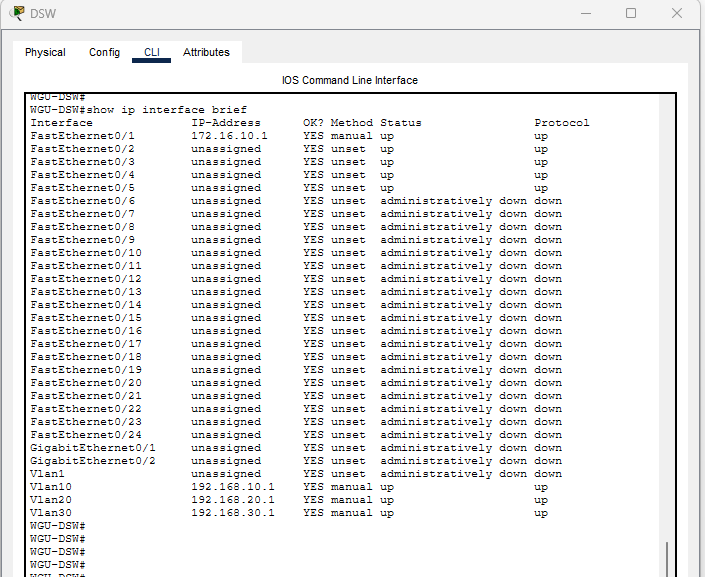 DSW
Physical Config CLI Attributes
IOS Command Line Interface
WGU-DSW#
WGU-DSW#show ip interface brief
Interface IP-Address OK? Method Status Protocol
FastEthernet0/1 172.16.10.1 YES manual up up
FastEthernet0/2 unassigned YES unset up up
FastEthernet0/3 unassigned YES unset up up
FastEthernet0/4 unassigned YES unset up up
FastEthernet0/5 unassigned YES unset up up
FastEthernet0/6 unassigned YES unset administratively down down
FastEthernet0/7 unassigned YES unset administratively down down
FastEthernet0/8 unassigned YES unset administratively down down
FastEthernet0/9 unassigned YES unset administratively down down
FastEthernet0/10 unassigned YES unset administratively down down
FastEthernet0/11 unassigned YES unset administratively down down
FastEthernet0/12 unassigned YES unset administratively down down
FastEthernet0/13 unassigned YES unset administratively down down
FastEthernet0/14 unassigned YES unset administratively down down
FastEthernet0/15 unassigned YES unset administratively down down
FastEthernet0/16 unassigned YES unset administratively down down
FastEthernet0/17 unassigned YES unset administratively down down
FastEthernet0/18 unassigned YES unset administratively down down
FastEthernet0/19 unassigned YES unset administratively down down
FastEthernet0/20 unassigned YES unset administratively down down
FastEthernet0/21 unassigned YES unset administratively down down
FastEthernet0/22 unassigned YES unset administratively down down
FastEthernet0/23 unassigned YES unset administratively down down
FastEthernet0/24 unassigned YES unset administratively down down
GigabitEthernet0/1 unassigned YES unset administratively down down
GigabitEthernet0/2 unassigned YES unset administratively down down
Vlan1 unassigned YES unset administratively down down
Vlan10 192.168.10.1 YES manual up up
Vlan20 192.168.20.1 YES manual up up
Vlan30 192.168.30.1 YES manual up up
WGU-DSW#
WGU-DSW#
WGU-DSW#
WGU-DSW#
WGU-DSW#